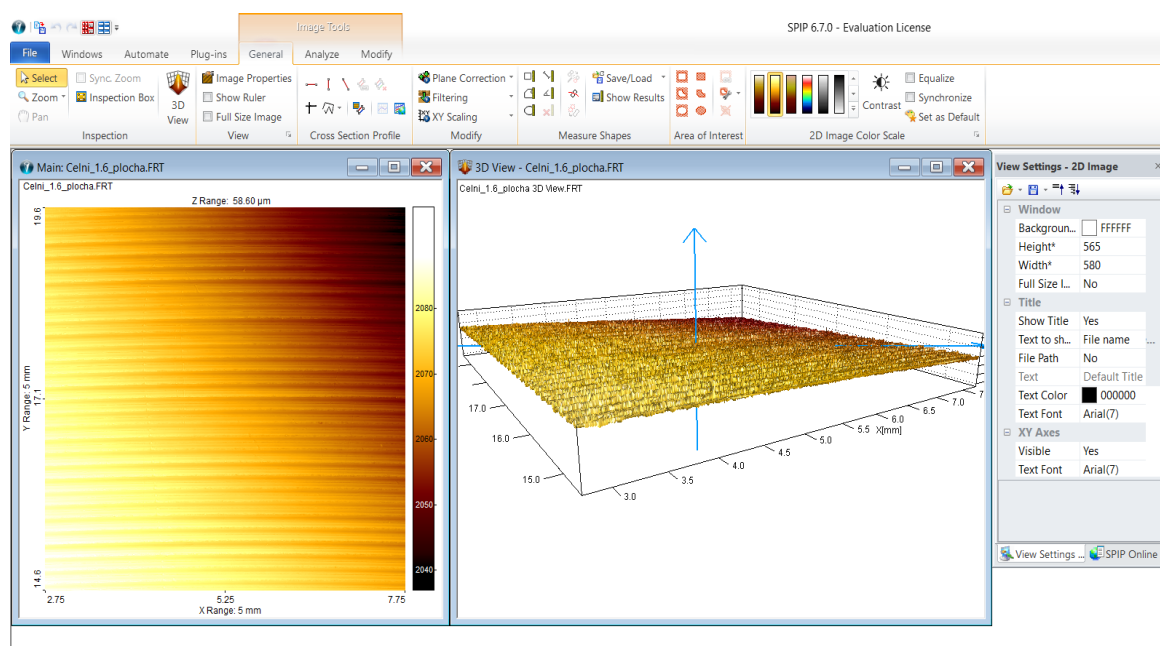 Image Tools
SPIP 6.7.0 - Evaluation License
File Windows Automate Plug-ins General Analyze Modify
Select
Zoom
Pan
Sync. Zoom
Inspection Box
Inspection
3D
View
Image Properties
Show Ruler
Full Size Image
View
Cross Section Profile
Plane Correction
Filtering
XY Scaling
Modify
Save/Load
Show Results
Measure Shapes
Area of Interest
Contrast
Equalize
Synchronize
Set as Default
2D Image Color Scale
Main: Celni_1.6_plocha.FRT
Celni_1.6_plocha.FRT
Z Range: 58.60 µm
19.6
Y Range: 5 mm
17.1
14.6
2.75 5.25 7.75
X Range: 5 mm
2080
2070
2060
2050
2040
3D View - Celni_1.6_plocha.FRT
Celni_1.6_plocha 3D View.FRT
17.0
16.0
15.0
3.0
3.5
4.0
4.5
5.0
5.5
X[mm]
6.0
6.5
7.0
7
View Settings - 2D Image
Window
Backgroun... FFFFFF
Height* 565
Width* 580
Full Size I... No
Title
Show Title Yes
Text to sh... File name ...
File Path No
Text Default Title
Text Color 000000
Text Font Arial(7)
XY Axes
Visible Yes
Text Font Arial(7)
View Settings ... SPIP Online